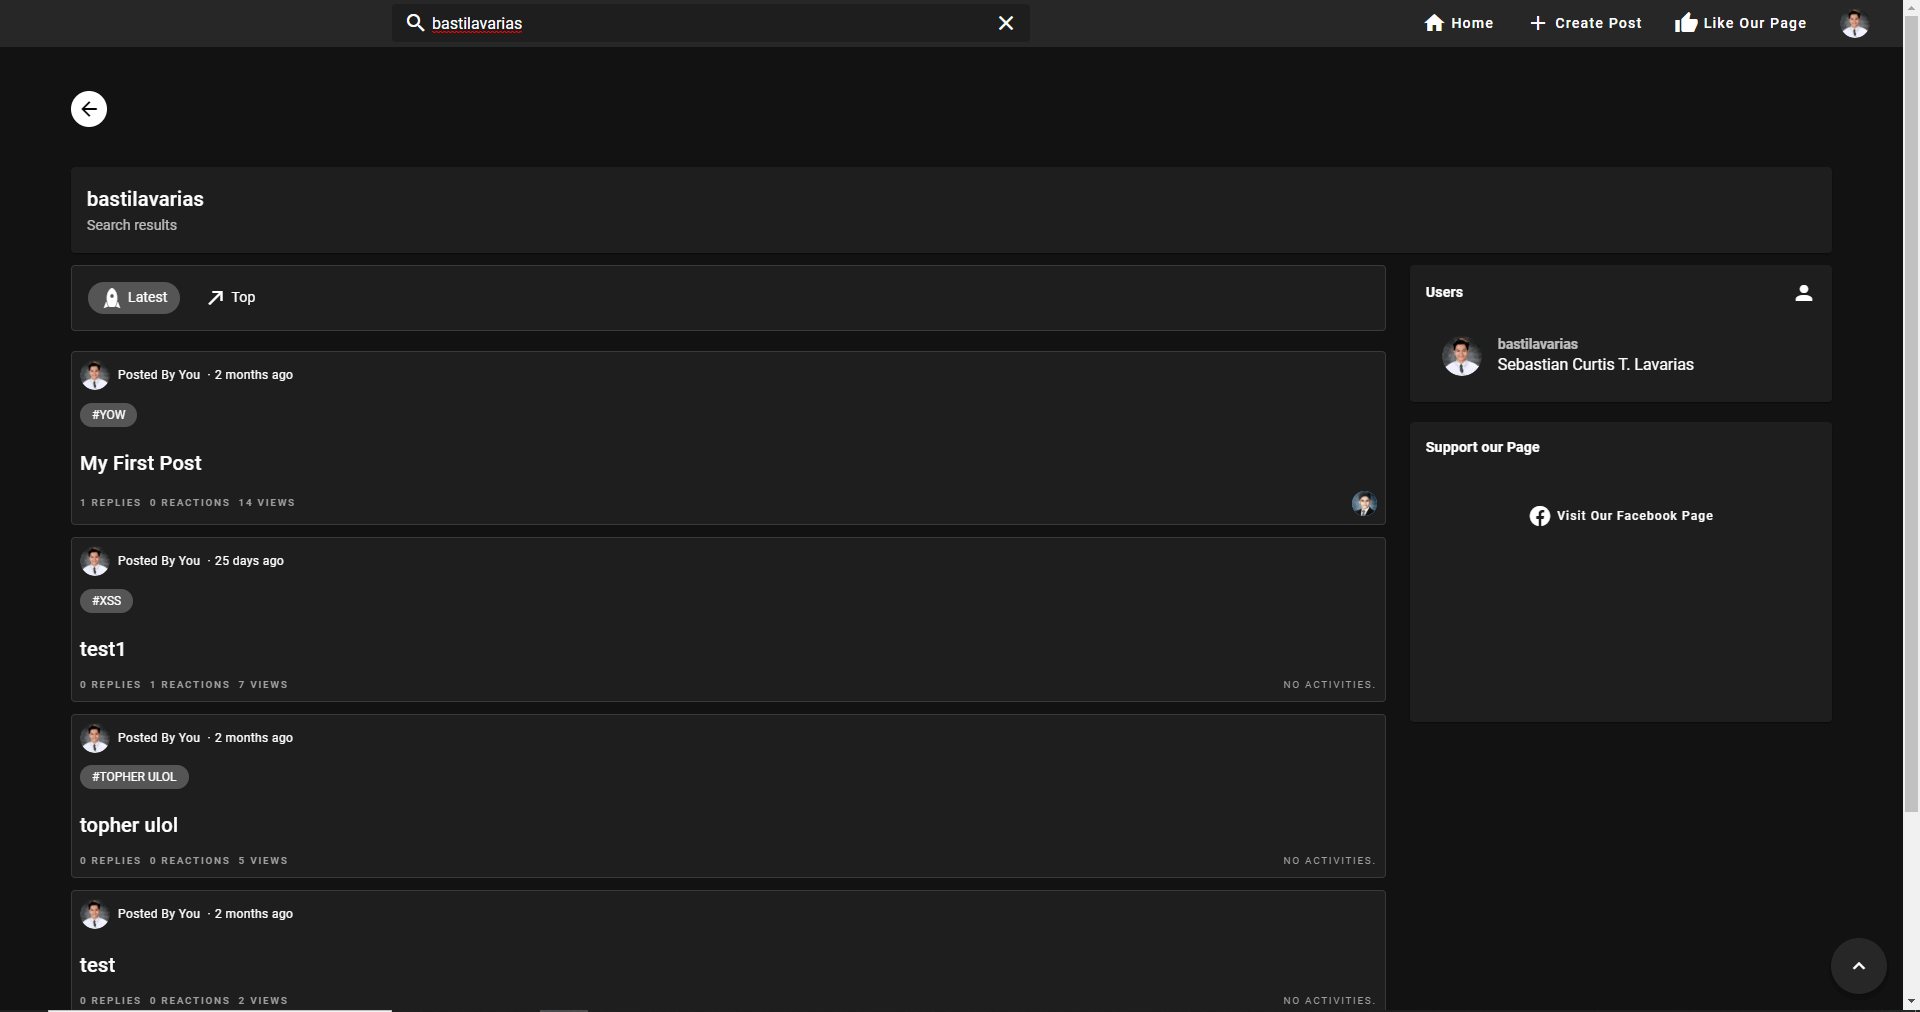 bastilavarias
Home
Create Post
Like Our Page
bastilavarias
Search results
Latest
Top
Posted By You · 2 months ago
#YOW
My First Post
1 REPLIES 0 REACTIONS 14 VIEWS
Posted By You · 25 days ago
#XSS
test1
0 REPLIES 1 REACTIONS 7 VIEWS
NO ACTIVITIES.
Posted By You · 2 months ago
#TOPHER ULOL
topher ulol
0 REPLIES 0 REACTIONS 5 VIEWS
NO ACTIVITIES.
Posted By You · 2 months ago
test
0 REPLIES 0 REACTIONS 2 VIEWS
NO ACTIVITIES.
Users
bastilavarias
Sebastian Curtis T. Lavarias
Support our Page
Visit Our Facebook Page